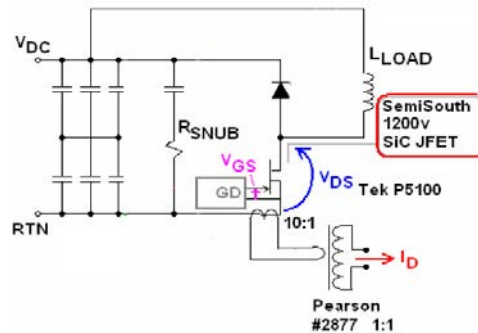 VDC
LLOAD
SemiSouth
1200v
SiC JFET
RSNUB
VGS
VDS
Tek P5100
GD
10:1
RTN
ID
Pearson
#2877 1:1